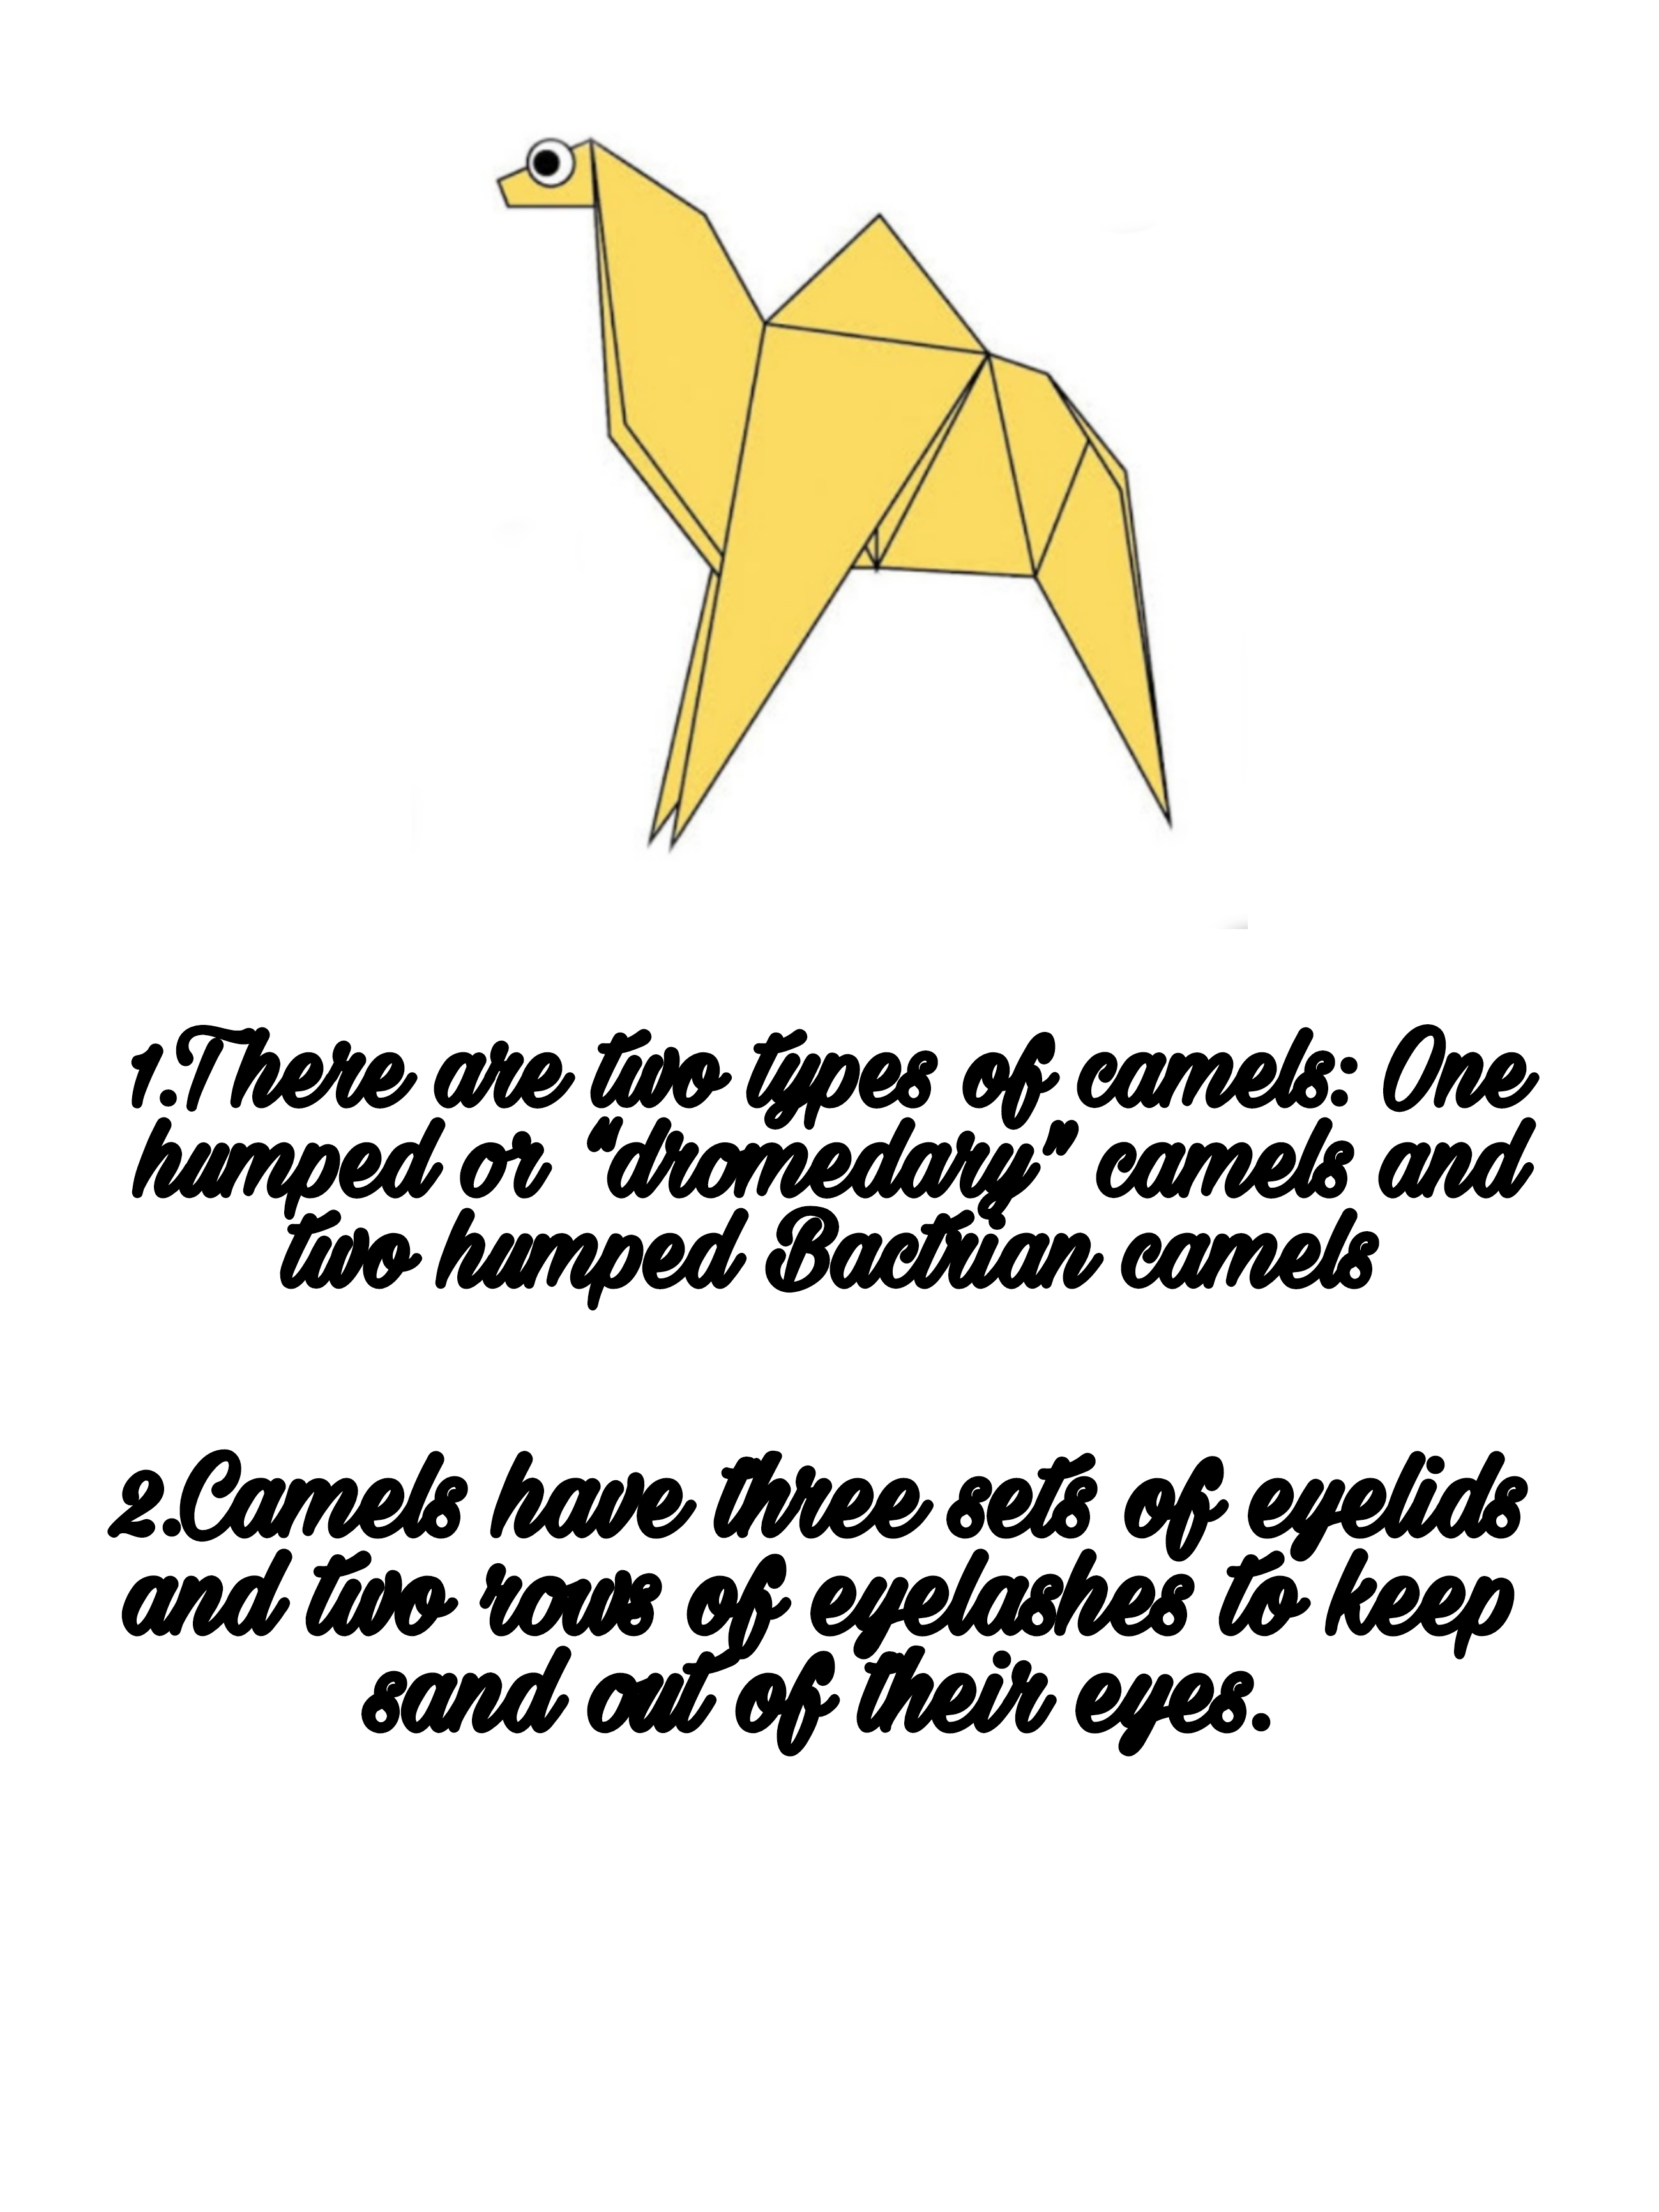 1.There are two types of camels: One
humped or "dromedary" camels and
two humped Bactrian camels
2.Camels have three sets of eyelids
and two rows of eyelashes to keep
sand out of their eyes.